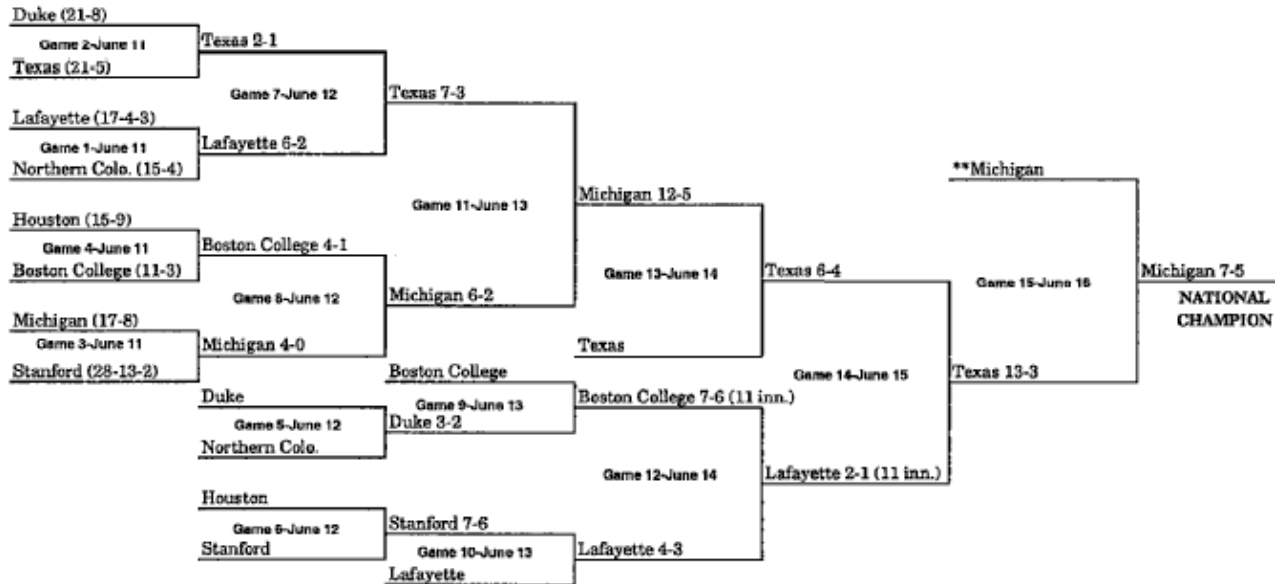 Duke (21-8)
Game 2-June 11
Texas (21-5)
Texas 2-1
Game 7-June 12
Lafayette (17-4-3)
Game 1-June 11
Northern Colo. (15-4)
Lafayette 6-2
Texas 7-3
Game 11-June 13
Houston (15-9)
Game 4-June 11
Boston College (11-3)
Boston College 4-1
Game 8-June 12
Michigan (17-8)
Game 3-June 11
Stanford (28-13-2)
Michigan 4-0
Michigan 6-2
Michigan 12-5
Game 13-June 14
Texas
Texas 6-4
Duke
Game 5-June 12
Northern Colo.
Boston College
Game 9-June 13
Duke 3-2
Boston College 7-6 (11 inn.)
Game 12-June 14
Houston
Game 6-June 12
Stanford
Stanford 7-6
Game 10-June 13
Lafayette
Lafayette 4-3
Lafayette 2-1 (11 inn.)
Game 14-June 15
**Michigan
Game 15-June 16
Texas 13-3
Michigan 7-5
NATIONAL
CHAMPION